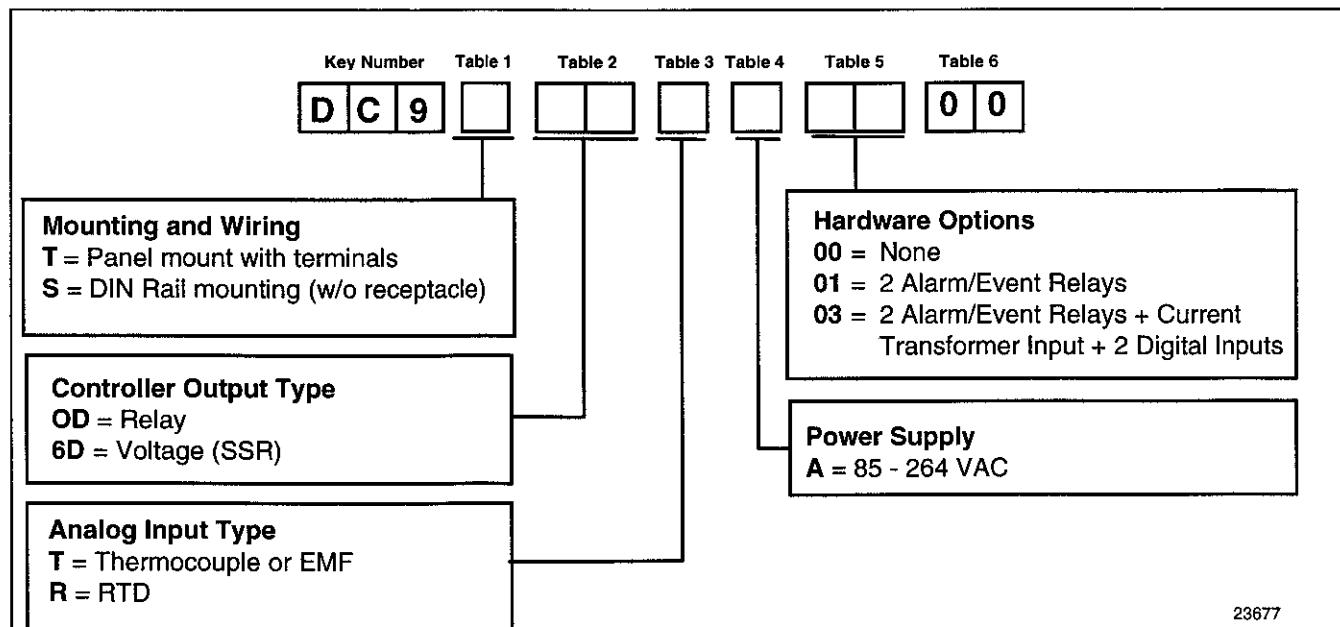 Key Number Table 1 Table 2 Table 3 Table 4 Table 5 Table 6
D C 9 0 0
Mounting and Wiring
T = Panel mount with terminals
S = DIN Rail mounting (w/o receptacle)
Controller Output Type
OD = Relay
6D = Voltage (SSR)
Analog Input Type
T = Thermocouple or EMF
R = RTD
Hardware Options
00 = None
01 = 2 Alarm/Event Relays
03 = 2 Alarm/Event Relays + Current
Transformer Input + 2 Digital Inputs
Power Supply
A = 85 - 264 VAC
23677